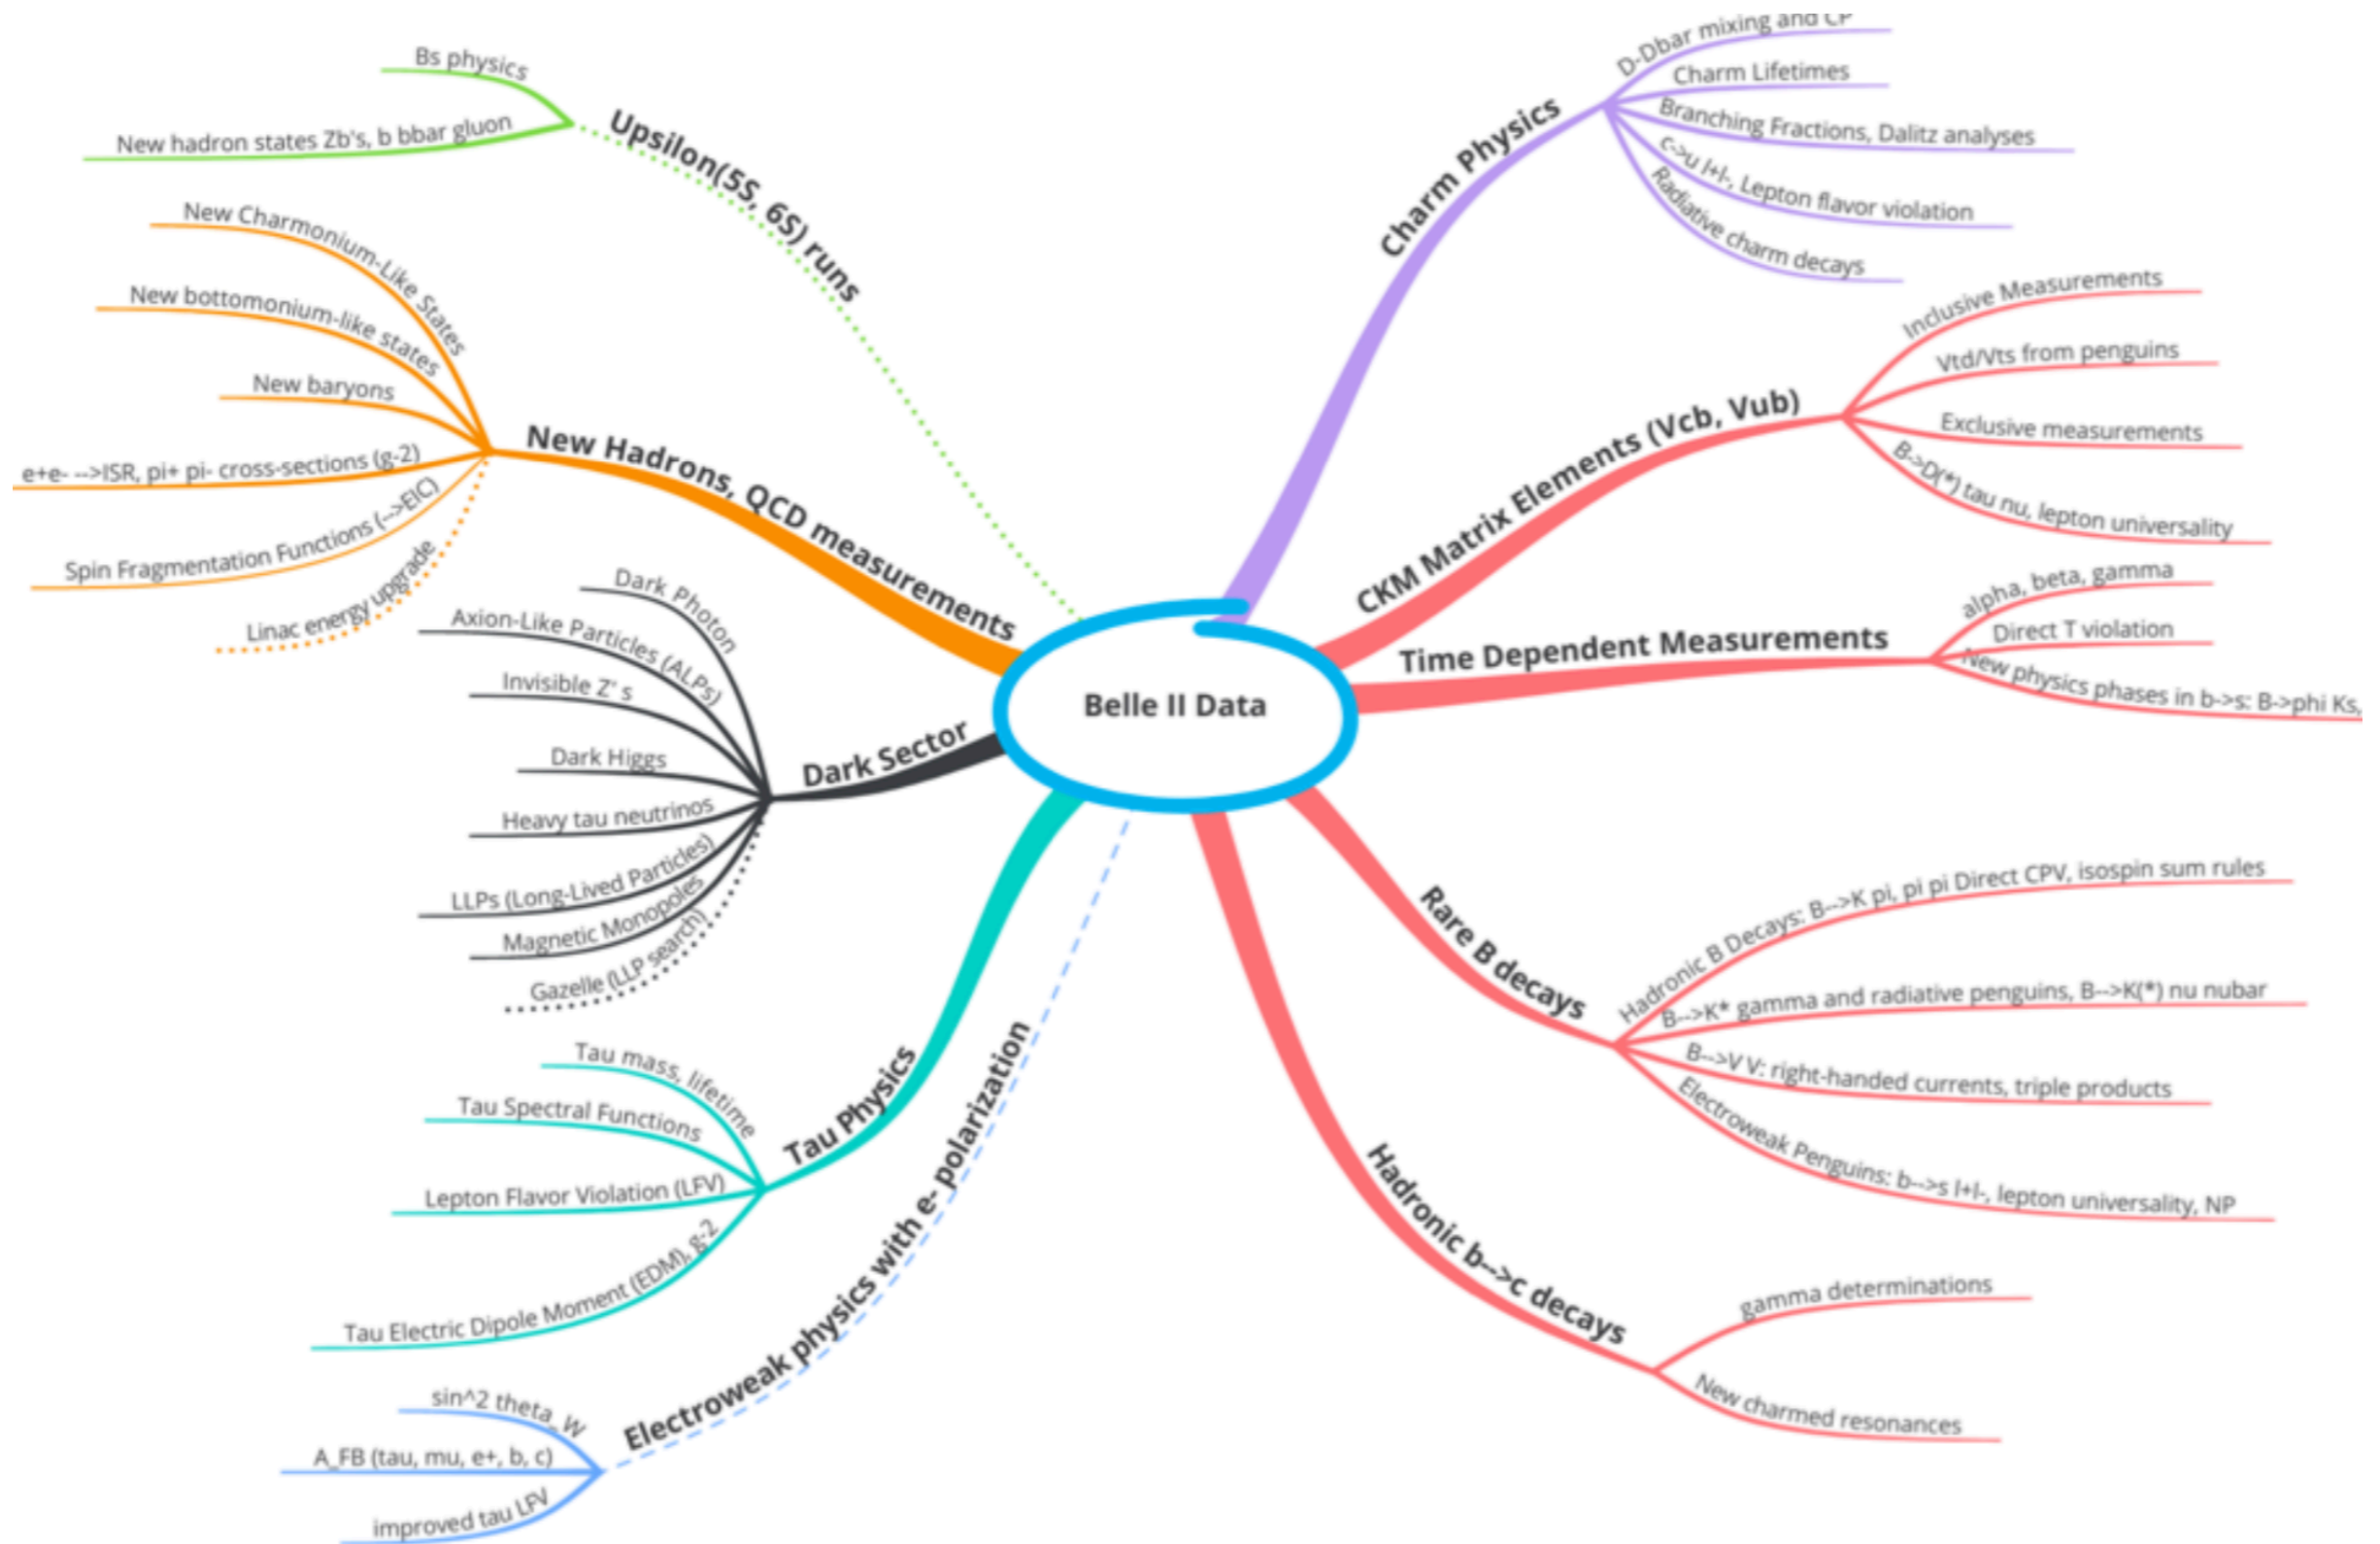 Belle II Data
Charm Physics
D-Dbar mixing and CP
Charm Lifetimes
Branching Fractions, Dalitz analyses
c->u l+l-, Lepton flavor violation
Radiative charm decays
CKM Matrix Elements (Vcb, Vub)
Inclusive Measurements
Vtd/Vts from penguins
Exclusive measurements
B->D(*) tau nu, lepton universality
Time Dependent Measurements
alpha, beta, gamma
Direct T violation
New physics phases in b->s: B->phi Ks,
Rare B decays
Hadronic B Decays: B-->K pi, pi pi Direct CPV, isospin sum rules
B-->K* gamma and radiative penguins, B-->K(*) nu nubar
B-->V V: right-handed currents, triple products
Electroweak Penguins: b-->s l+l-, lepton universality, NP
Hadronic b-->c decays
gamma determinations
New charmed resonances
Upsilon(5S, 6S) runs
Bs physics
New hadron states Zb's, b bbar gluon
New Hadrons, QCD measurements
New Charmonium-Like States
New bottomonium-like states
New baryons
e+e- -->ISR, pi+ pi- cross-sections (g-2)
Spin Fragmentation Functions (-->EIC)
Linac energy upgrade
Dark Sector
Dark Photon
Axion-Like Particles (ALPs)
Invisible Z' s
Dark Higgs
Heavy tau neutrinos
LLPs (Long-Lived Particles)
Magnetic Monopoles
Gazelle (LLP search)
Tau Physics
Tau mass, lifetime
Tau Spectral Functions
Lepton Flavor Violation (LFV)
Tau Electric Dipole Moment (EDM), g-2
Electroweak physics with e- polarization
sin^2 theta_W
A_FB (tau, mu, e+, b, c)
improved tau LFV